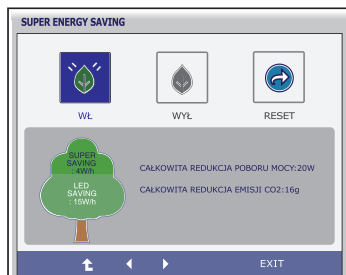 SUPER ENERGY SAVING
WŁ
WYŁ
RESET
SUPER
SAVING
: 4W/h
LED
SAVING
: 15W/h
CAŁKOWITA REDUKCJA POBORU MOCY:20W
CAŁKOWITA REDUKCJA EMISJI CO2:16g
EXIT